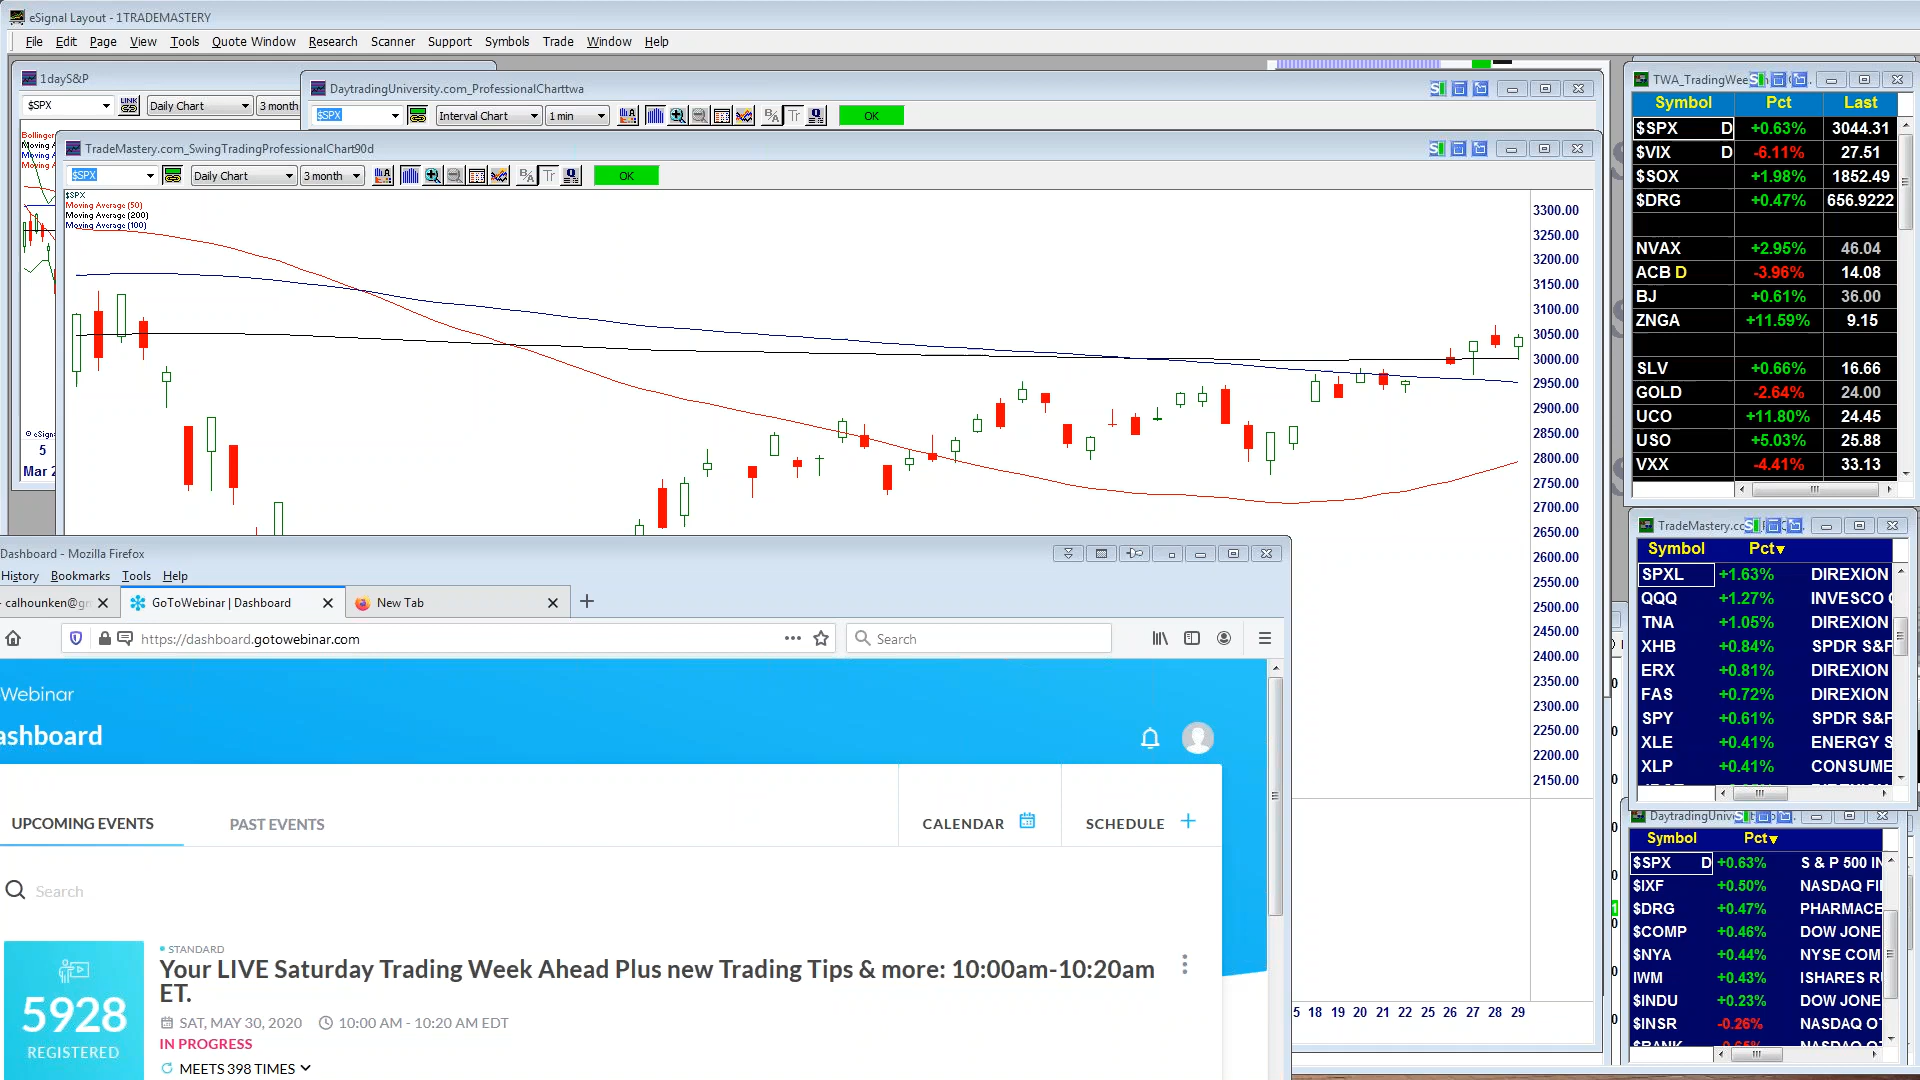 eSignal Layout - 1TRADEMASTERY
File Edit Page View Tools Quote Window Research Scanner Support Symbols Trade Window Help
1dayS&P
$SPX LINK Daily Chart 3 month
DaytradingUniversity.com_ProfessionalCharttwa
$SPX Interval Chart 1 min OK
TradeMastery.com_SwingTradingProfessionalChart90d
$SPX Daily Chart 3 month OK
$SPX
Moving Average (50)
Moving Average (200)
Moving Average (100)
3300.00
3250.00
3200.00
3150.00
3100.00
3050.00
3000.00
2950.00
2900.00
2850.00
2800.00
2750.00
2700.00
2650.00
2600.00
2550.00
2500.00
2450.00
2400.00
2350.00
2300.00
2250.00
2200.00
2150.00
5 18 19 20 21 22 25 26 27 28 29
5
Mar 2
Dashboard - Mozilla Firefox
History Bookmarks Tools Help
- calhounken@gr
GoToWebinar | Dashboard
New Tab
https://dashboard.gotowebinar.com
Search
Webinar
ashboard
UPCOMING EVENTS PAST EVENTS CALENDAR SCHEDULE
Search
5928
REGISTERED
STANDARD
Your LIVE Saturday Trading Week Ahead Plus new Trading Tips & more: 10:00am-10:20am
ET.
SAT, MAY 30, 2020 10:00 AM - 10:20 AM EDT
IN PROGRESS
MEETS 398 TIMES
TWA_TradingWee
Symbol Pct Last
$SPX D +0.63% 3044.31
$VIX D -6.11% 27.51
$SOX +1.98% 1852.49
$DRG +0.47% 656.9222
NVAX +2.95% 46.04
ACB D -3.96% 14.08
BJ +0.61% 36.00
ZNGA +11.59% 9.15
SLV +0.66% 16.66
GOLD -2.64% 24.00
UCO +11.80% 24.45
USO +5.03% 25.88
VXX -4.41% 33.13
TradeMastery.co
Symbol Pct
SPXL +1.63% DIREXION
QQQ +1.27% INVESCO
TNA +1.05% DIREXION
XHB +0.84% SPDR S&P
ERX +0.81% DIREXION
FAS +0.72% DIREXION
SPY +0.61% SPDR S&P
XLE +0.41% ENERGY S
XLP +0.41% CONSUME
DaytradingUniv
Symbol Pct
$SPX D +0.63% S & P 500 IN
$IXF +0.50% NASDAQ FI
$DRG +0.47% PHARMACE
$COMP +0.46% DOW JONE
$NYA +0.44% NYSE COM
IWM +0.43% ISHARES RU
$INDU +0.23% DOW JONE
$INSR -0.26% NASDAQ OT